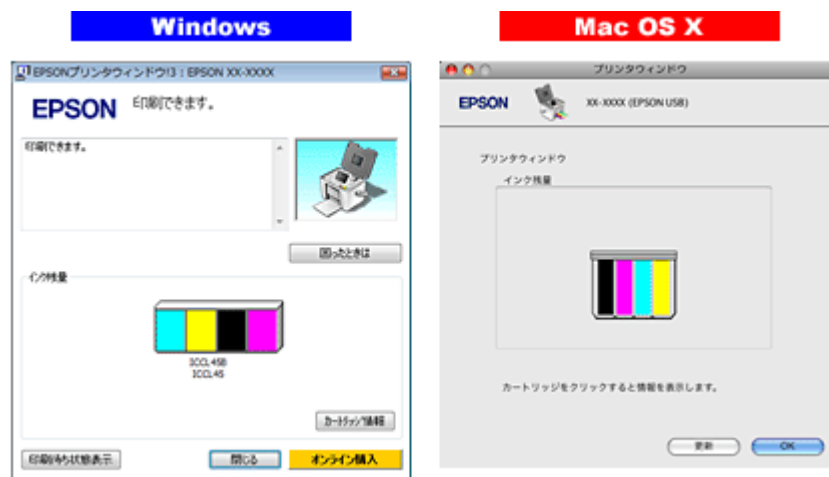 Windows
EPSONプリンタウィンドウ!3 : EPSON XX-XXXX
EPSON
印刷できます。
印刷できます。
困ったときは
インク残量
ICCL45B
ICCL45
カートリッジ情報
印刷待ち状態表示
閉じる
オンライン購入
Mac OS X
プリンタウィンドウ
EPSON
XX-XXXX (EPSON USB)
プリンタウィンドウ
インク残量
カートリッジをクリックすると情報を表示します。
更新
OK